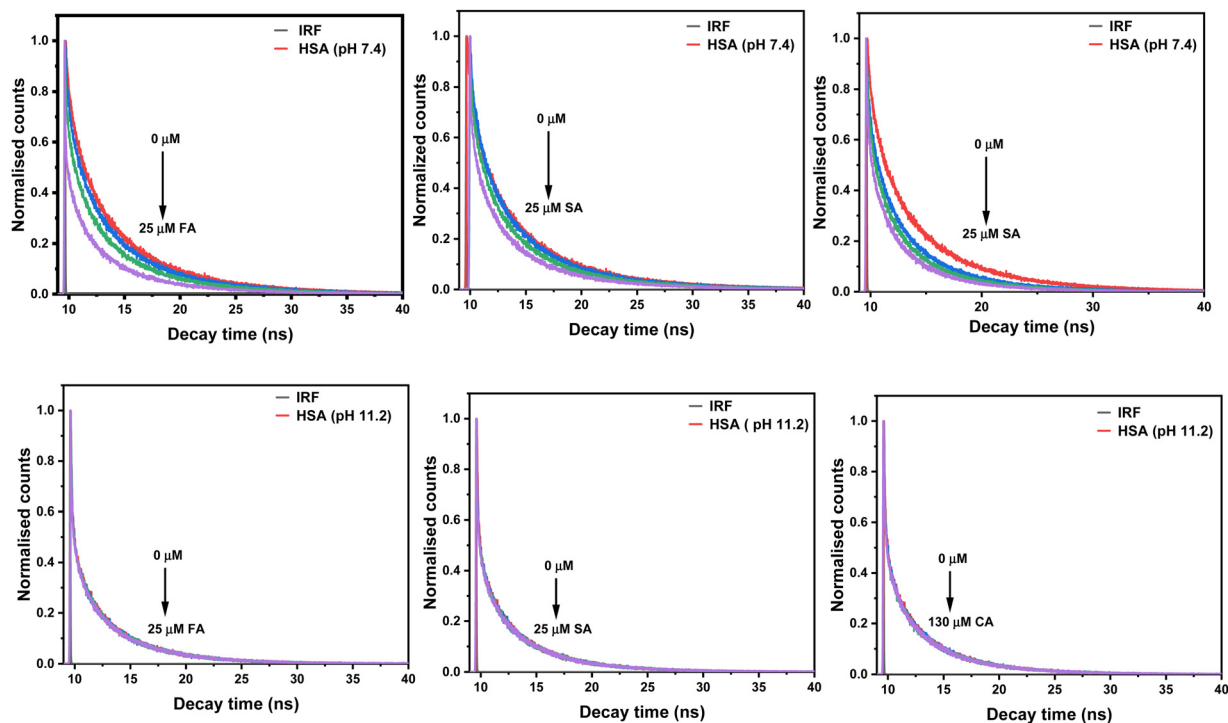 IRF
HSA (pH 7.4)
Normalised counts
1.0
0.8
0.6
0.4
0.2
0.0
0 μM
25 μM FA
10 15 20 25 30 35 40
Decay time (ns)
IRF
HSA (pH 7.4)
Normalized counts
1.0
0.8
0.6
0.4
0.2
0.0
0 μM
25 μM SA
10 15 20 25 30 35 40
Decay time (ns)
IRF
HSA (pH 7.4)
Normalised counts
1.0
0.8
0.6
0.4
0.2
0.0
0 μM
25 μM SA
10 20 30 40
Decay time (ns)
IRF
HSA (pH 11.2)
Normalised counts
1.0
0.8
0.6
0.4
0.2
0.0
0 μM
25 μM FA
10 15 20 25 30 35 40
Decay time (ns)
IRF
HSA ( pH 11.2)
Normalised counts
1.0
0.8
0.6
0.4
0.2
0.0
0 μM
25 μM SA
10 15 20 25 30 35 40
Decay time (ns)
IRF
HSA (pH 11.2)
Normalised counts
1.0
0.8
0.6
0.4
0.2
0.0
0 μM
130 μM CA
10 15 20 25 30 35 40
Decay time (ns)